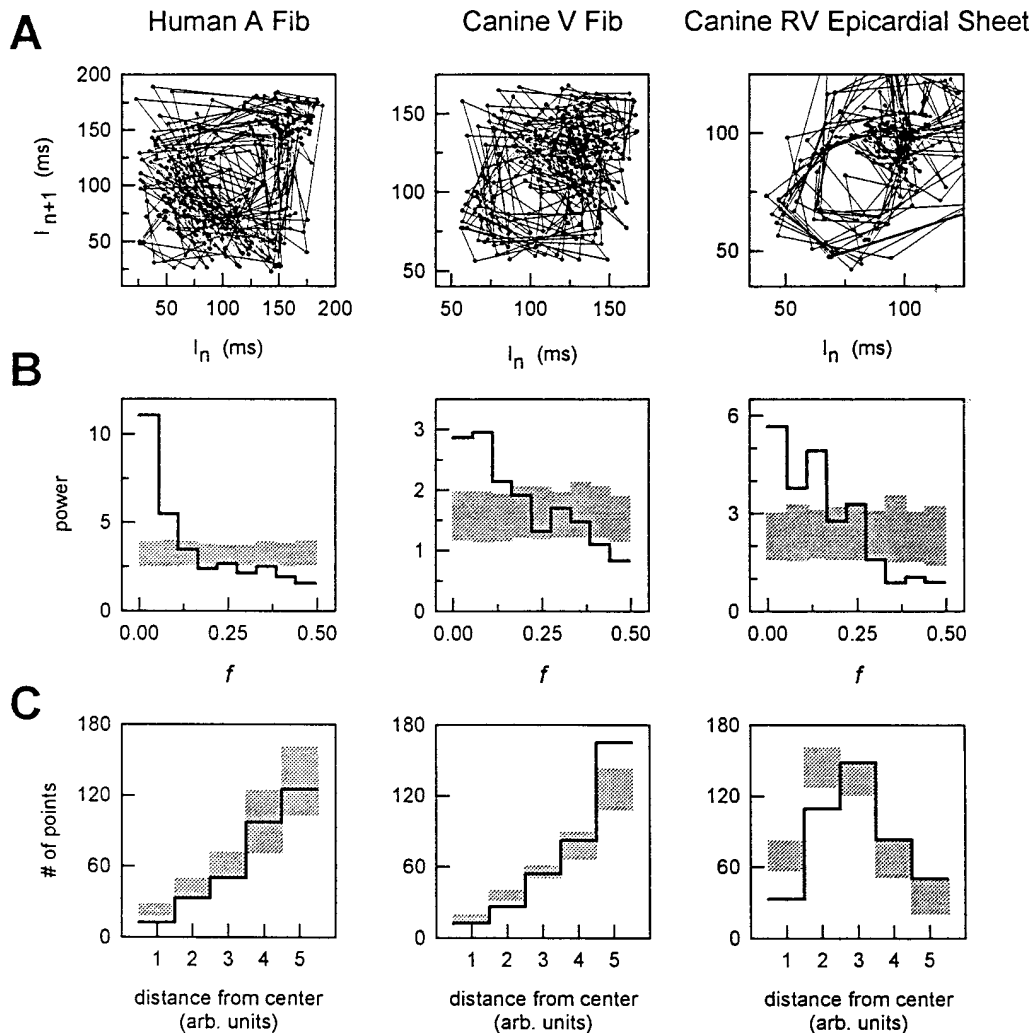 A
Human A Fib
Canine V Fib
Canine RV Epicardial Sheet
200
150
100
50
I n+1 (ms)
50 100 150 200
I n (ms)
150
100
50
50 100 150
I n (ms)
100
50
50 100
I n (ms)
B
10
5
0
power
0.00 0.25 0.50
f
3
2
1
0
0.00 0.25 0.50
f
6
3
0
0.00 0.25 0.50
f
C
180
120
60
0
# of points
1 2 3 4 5
distance from center
(arb. units)
180
120
60
0
1 2 3 4 5
distance from center
(arb. units)
180
120
60
0
1 2 3 4 5
distance from center
(arb. units)